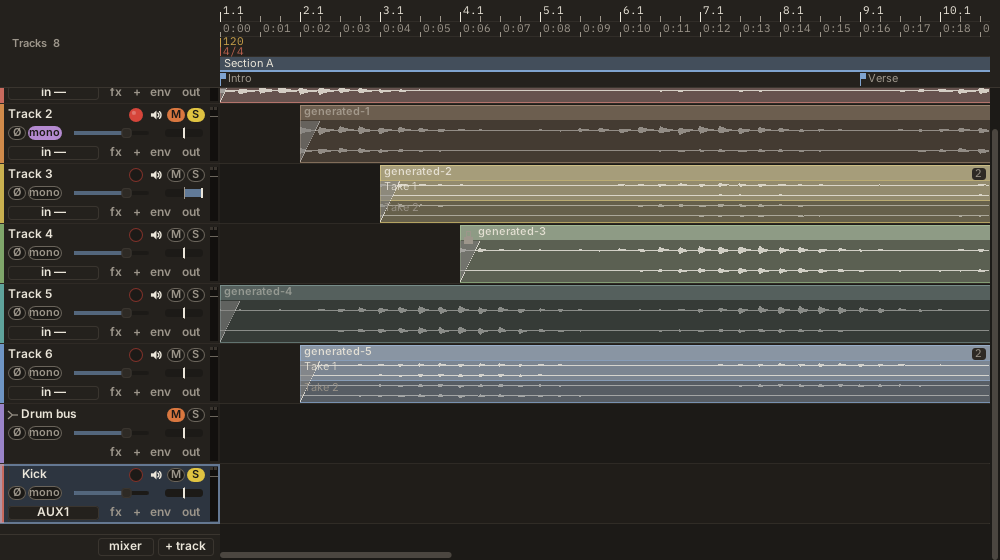 1.1 2.1 3.1 4.1 5.1 6.1 7.1 8.1 9.1 10.1
0:00 0:01 0:02 0:03 0:04 0:05 0:06 0:07 0:08 0:09 0:10 0:11 0:12 0:13 0:14 0:15 0:16 0:17 0:18 0
Tracks 8
120
4/4
Section A
Intro Verse
in — fx + env out
Track 2 M S generated-1
Ø mono
in — fx + env out
Track 3 M S generated-2 2
Ø mono Take 1
in — fx + env out Take 2
Track 4 M S generated-3
Ø mono
in — fx + env out
Track 5 M S generated-4
Ø mono
in — fx + env out
Track 6 M S generated-5 2
Ø mono Take 1
in — fx + env out Take 2
Drum bus M S
Ø mono
fx + env out
Kick M S
Ø mono
AUX1 fx + env out
mixer + track